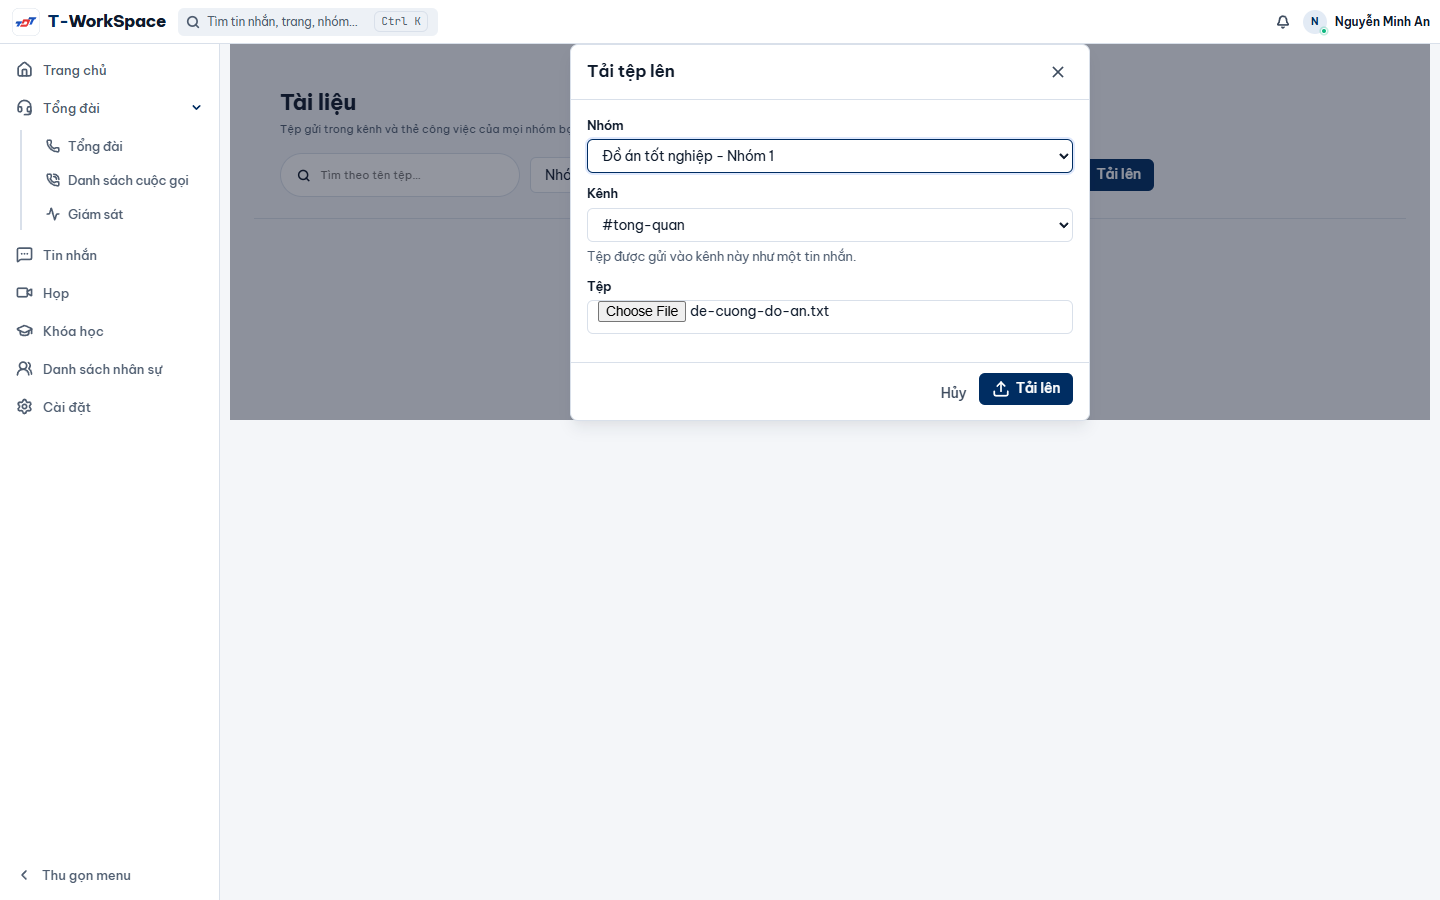 TDT T-WorkSpace
Tìm tin nhắn, trang, nhóm... Ctrl K
N Nguyễn Minh An
Trang chủ
Tổng đài
Tổng đài
Danh sách cuộc gọi
Giám sát
Tin nhắn
Họp
Khóa học
Danh sách nhân sự
Cài đặt
Thu gọn menu
Tài liệu
Tệp gửi trong kênh và thẻ công việc của mọi nhóm
Tìm theo tên tệp...
Tải lên
Tải tệp lên
Nhóm
Đồ án tốt nghiệp - Nhóm 1
Kênh
#tong-quan
Tệp được gửi vào kênh này như một tin nhắn.
Tệp
Choose File de-cuong-do-an.txt
Hủy
Tải lên